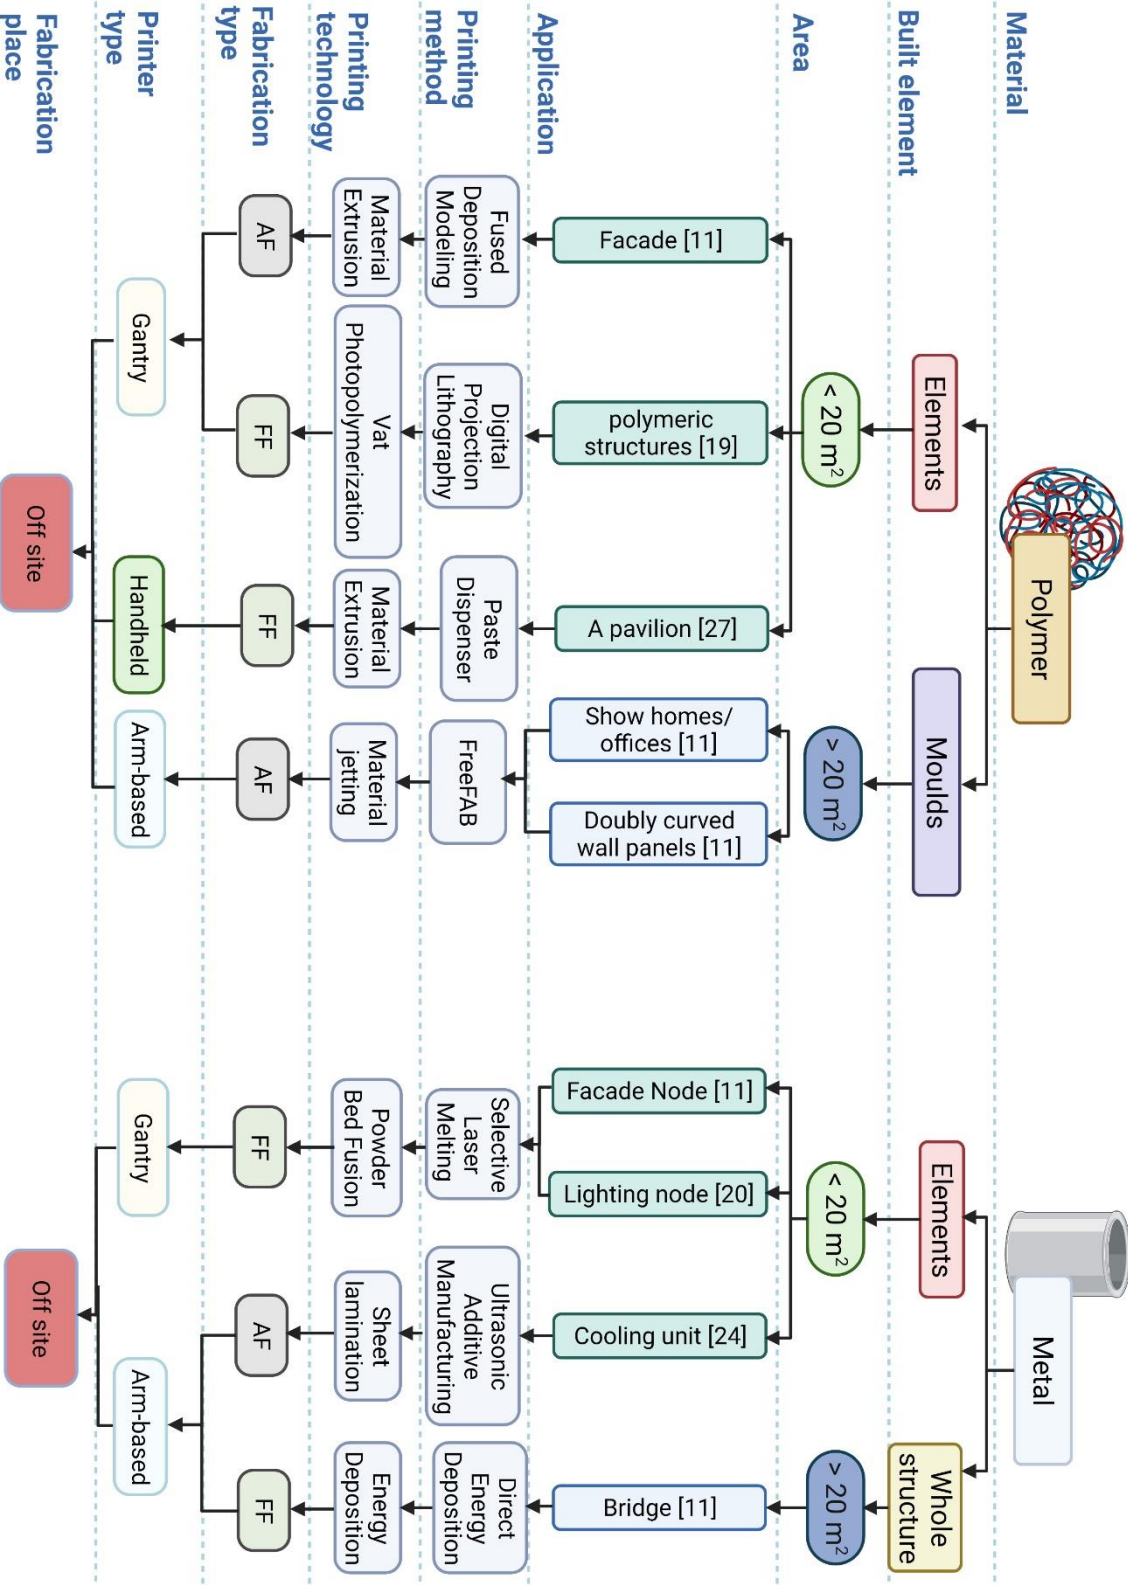 Material
Polymer
Metal
Built element
Elements
Moulds
Elements
Whole
structure
Area
< 20 m²
> 20 m²
< 20 m²
> 20 m²
Application
Facade [11]
polymeric
structures [19]
A pavilion [27]
Show homes/
offices [11]
Doubly curved
wall panels [11]
Facade Node [11]
Lighting node [20]
Cooling unit [24]
Bridge [11]
Printing
method
Fused
Deposition
Modeling
Digital
Projection
Lithography
Paste
Dispenser
FreeFAB
Selective
Laser
Melting
Ultrasonic
Additive
Manufacturing
Direct
Energy
Deposition
Printing
technology
Material
Extrusion
Vat
Photopolymerization
Material
Extrusion
Material
jetting
Powder
Bed Fusion
Sheet
lamination
Energy
Deposition
Fabrication
type
AF
FF
FF
AF
FF
AF
FF
Printer
type
Gantry
Handheld
Arm-based
Gantry
Arm-based
Fabrication
place
Off site
Off site